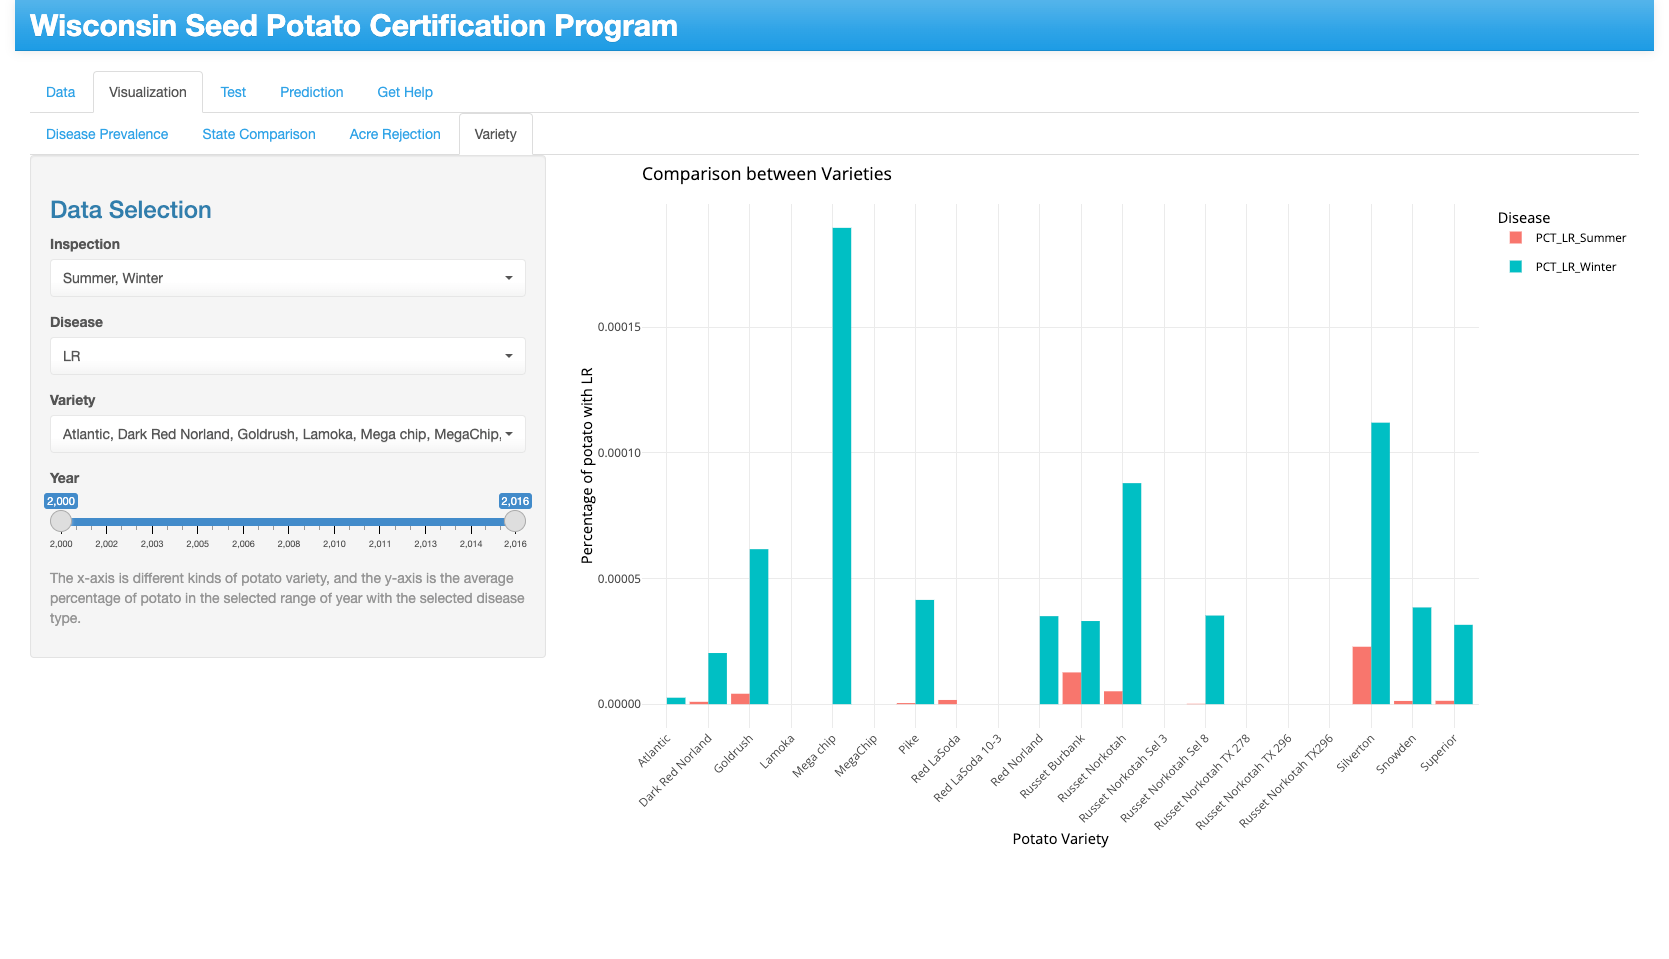 Wisconsin Seed Potato Certification Program
Data Visualization Test Prediction Get Help
Disease Prevalence State Comparison Acre Rejection Variety
Data Selection
Inspection
Summer, Winter
Disease
LR
Variety
Atlantic, Dark Red Norland, Goldrush, Lamoka, Mega chip, MegaChip,
Year
2,000 2,016
2,000 2,002 2,003 2,005 2,006 2,008 2,010 2,011 2,013 2,014 2,016
The x-axis is different kinds of potato variety, and the y-axis is the average
percentage of potato in the selected range of year with the selected disease
type.
Comparison between Varieties
Percentage of potato with LR
0.00015
0.00010
0.00005
0.00000
Atlantic
Dark Red Norland
Goldrush
Lamoka
Mega chip
MegaChip
Pike
Red LaSoda
Red LaSoda 10-3
Red Norland
Russet Burbank
Russet Norkotah
Russet Norkotah Sel 3
Russet Norkotah Sel 8
Russet Norkotah TX 278
Russet Norkotah TX 296
Russet Norkotah TX296
Silverton
Snowden
Superior
Potato Variety
Disease
PCT_LR_Summer
PCT_LR_Winter